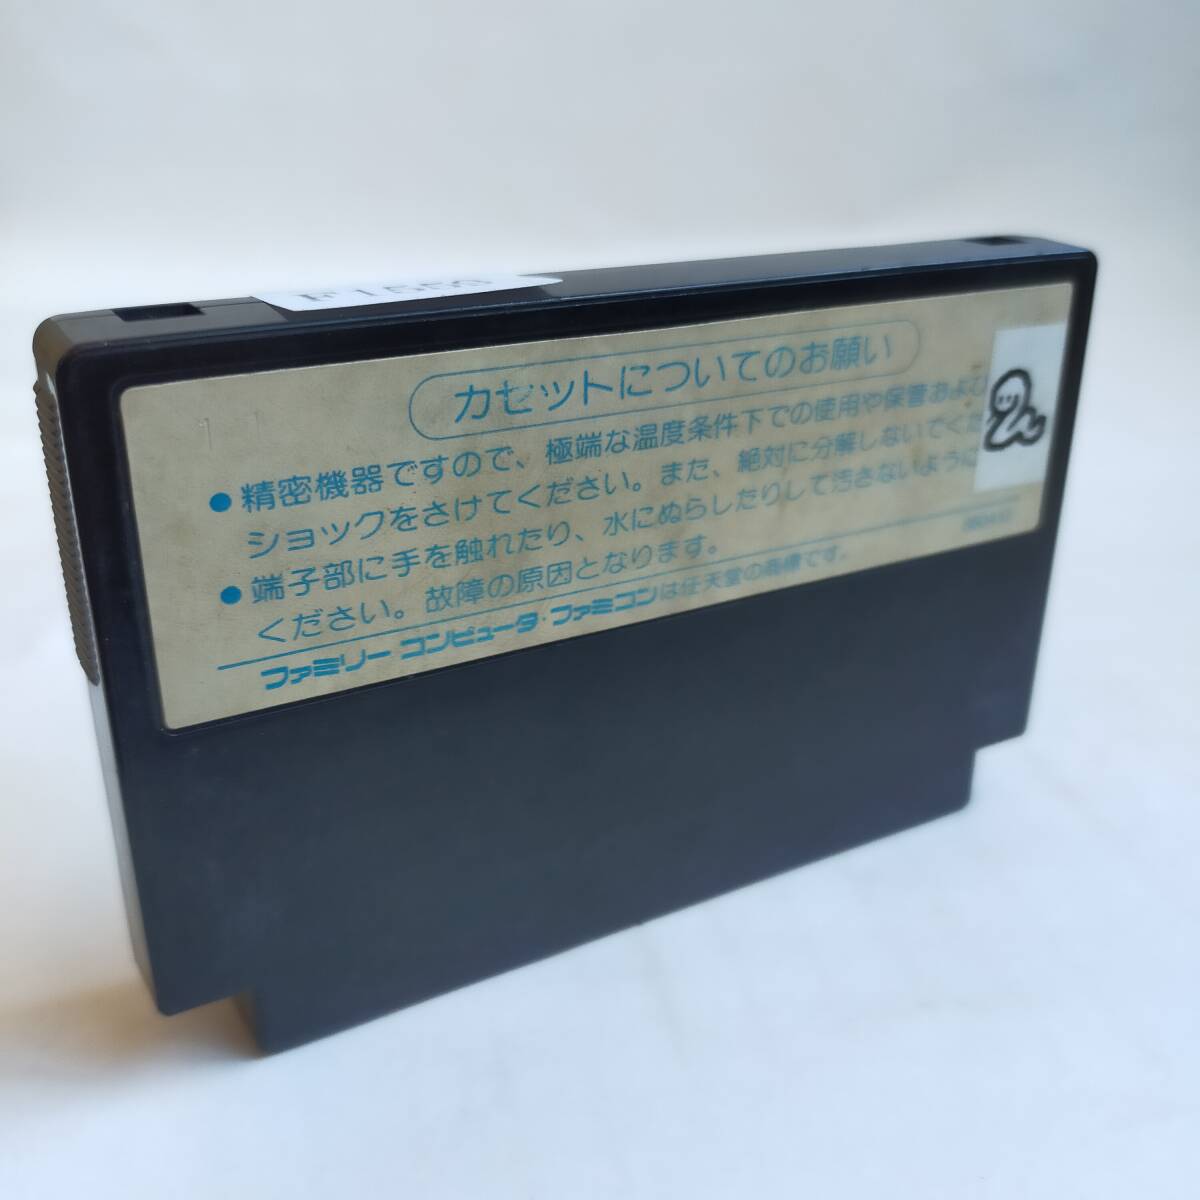 F1553
11
カセットについてのお願い
●精密機器ですので、極端な温度条件下での使用や保管および
ショックをさけてください。また、絶対に分解しないでくだ
●端子部に手を触れたり、水にぬらしたりして汚さないように
ください。故障の原因となります。
ファミリーコンピュータ・ファミコンは任天堂の商標です。